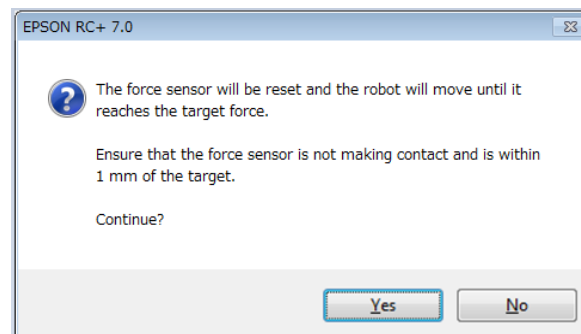 EPSON RC+ 7.0
The force sensor will be reset and the robot will move until it
reaches the target force.
Ensure that the force sensor is not making contact and is within
1 mm of the target.
Continue?
Yes
No